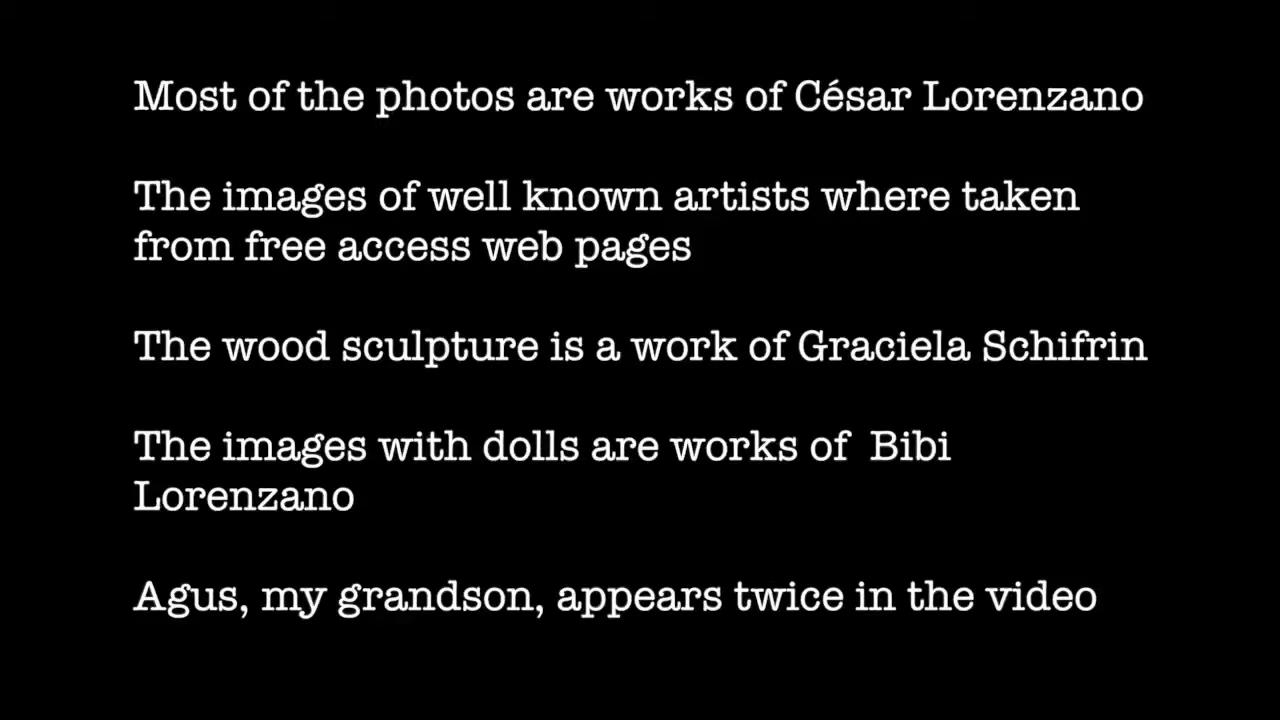 Most of the photos are works of César Lorenzano
The images of well known artists where taken
from free access web pages
The wood sculpture is a work of Graciela Schifrin
The images with dolls are works of  Bibi
Lorenzano
Agus, my grandson, appears twice in the video